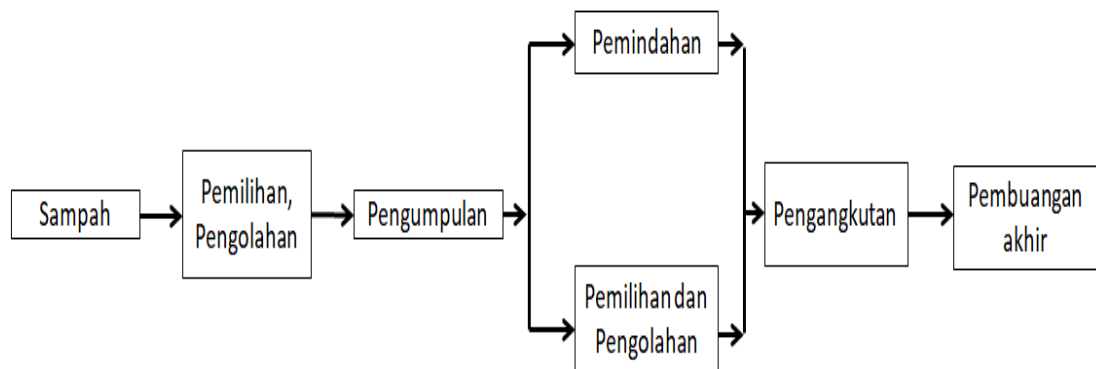 Sampah
Pemilihan,
Pengolahan
Pengumpulan
Pemindahan
Pemilihan dan
Pengolahan
Pengangkutan
Pembuangan
akhir